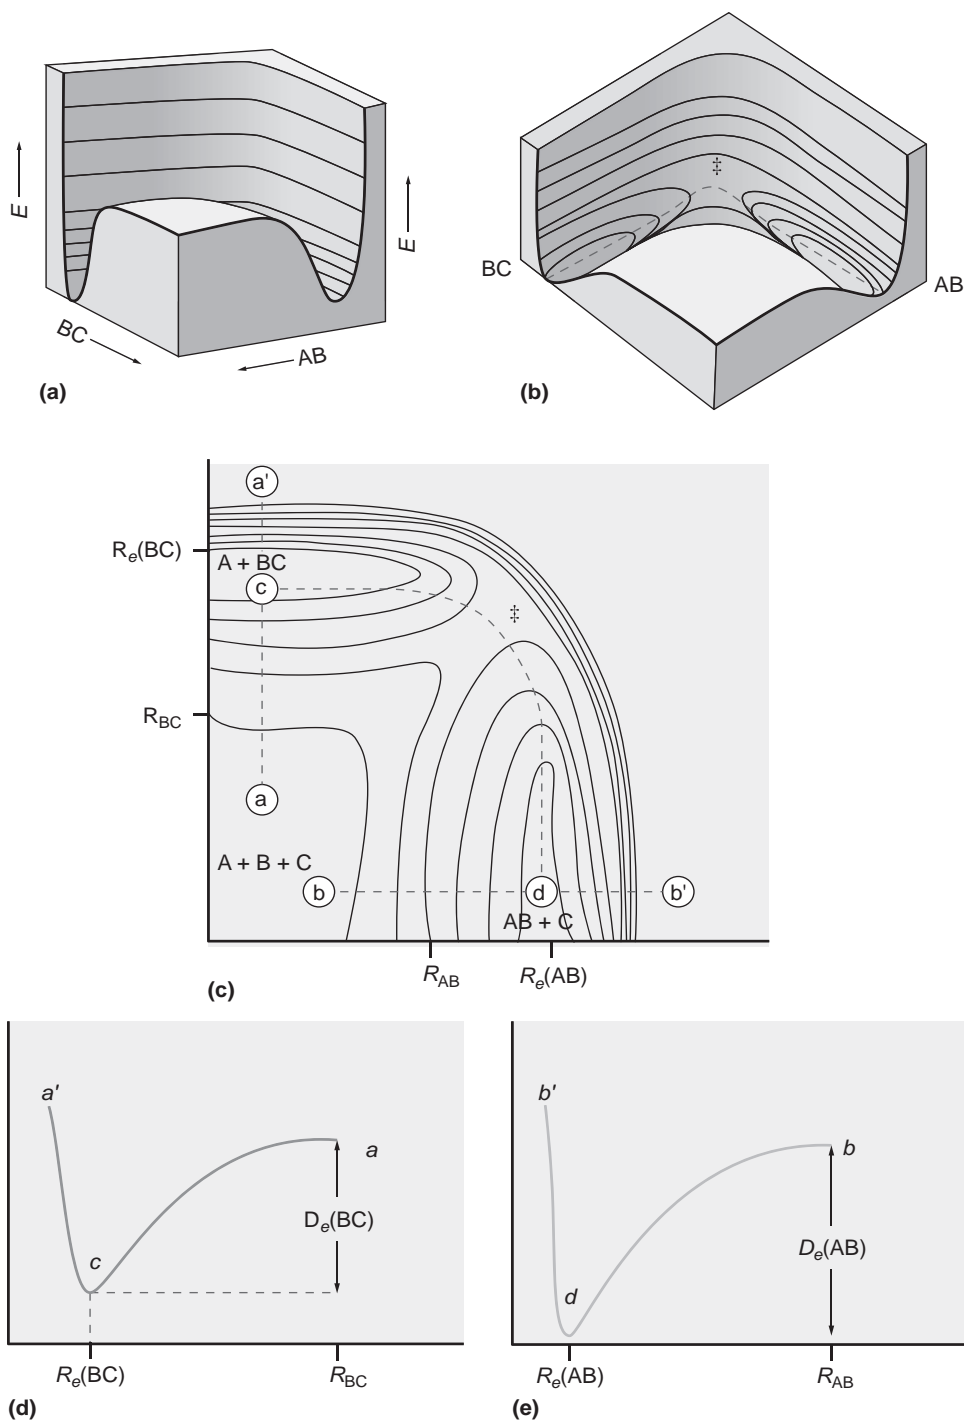 E
E
BC
AB
(a)
‡
BC
AB
(b)
a'
Re(BC)
A + BC
c
‡
RBC
a
A + B + C
b
d
b'
AB + C
RAB
Re(AB)
(c)
a'
a
De(BC)
c
Re(BC)
RBC
(d)
b'
b
De(AB)
d
Re(AB)
RAB
(e)